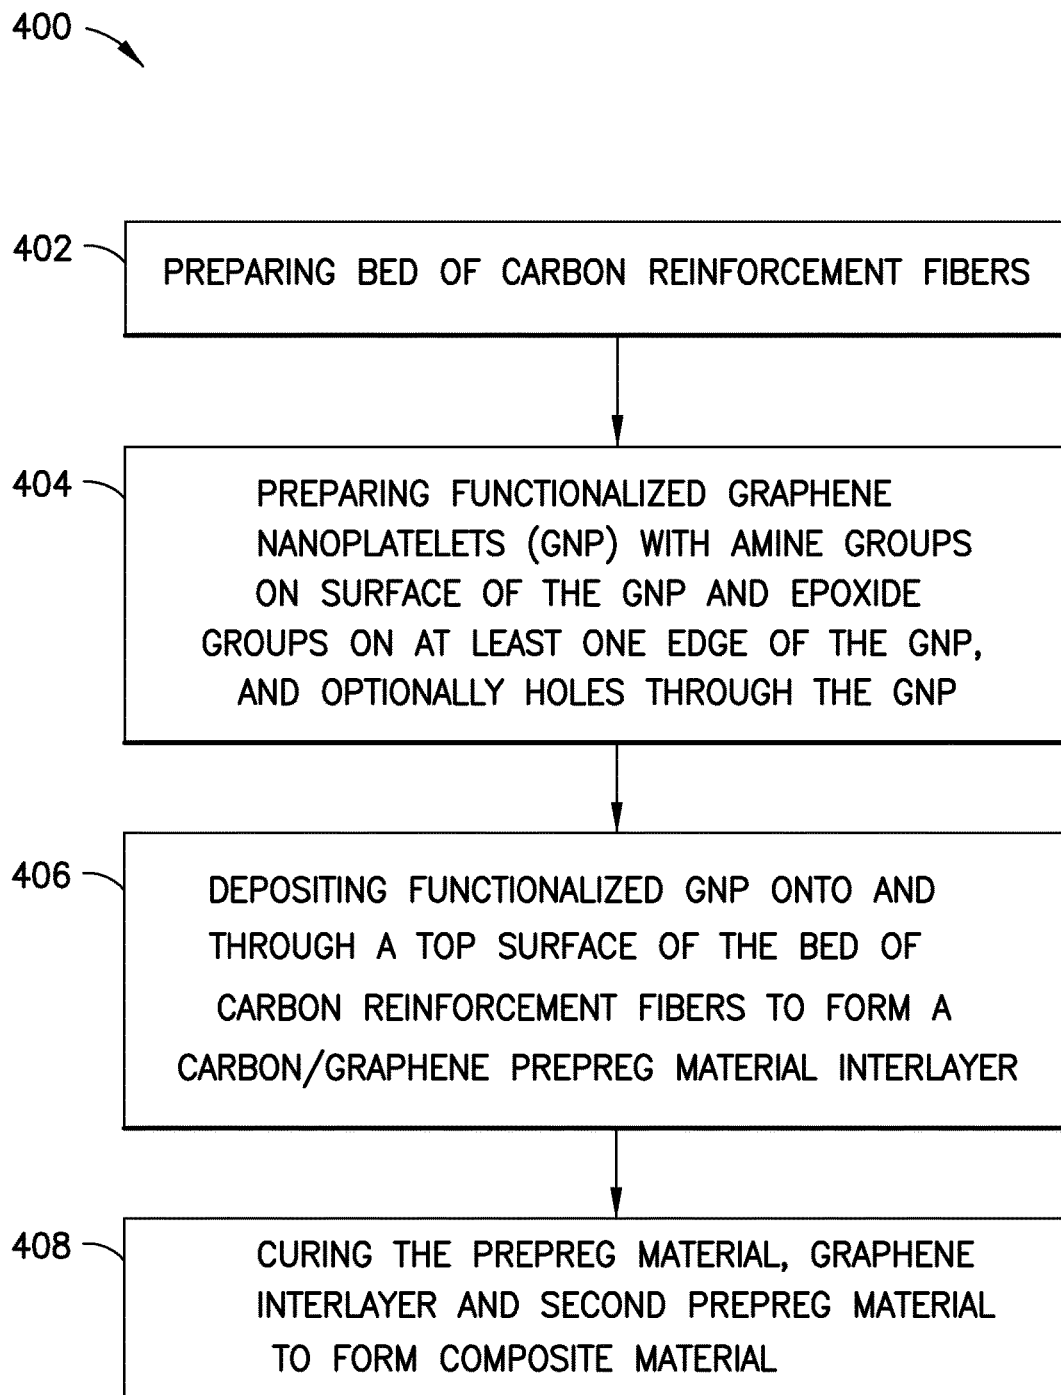 400
402
PREPARING BED OF CARBON REINFORCEMENT FIBERS
404
PREPARING FUNCTIONALIZED GRAPHENE
NANOPLATELETS (GNP) WITH AMINE GROUPS
ON SURFACE OF THE GNP AND EPOXIDE
GROUPS ON AT LEAST ONE EDGE OF THE GNP,
AND OPTIONALLY HOLES THROUGH THE GNP
406
DEPOSITING FUNCTIONALIZED GNP ONTO AND
THROUGH A TOP SURFACE OF THE BED OF
CARBON REINFORCEMENT FIBERS TO FORM A
CARBON/GRAPHENE PREPREG MATERIAL INTERLAYER
408
CURING THE PREPREG MATERIAL, GRAPHENE
INTERLAYER AND SECOND PREPREG MATERIAL
TO FORM COMPOSITE MATERIAL